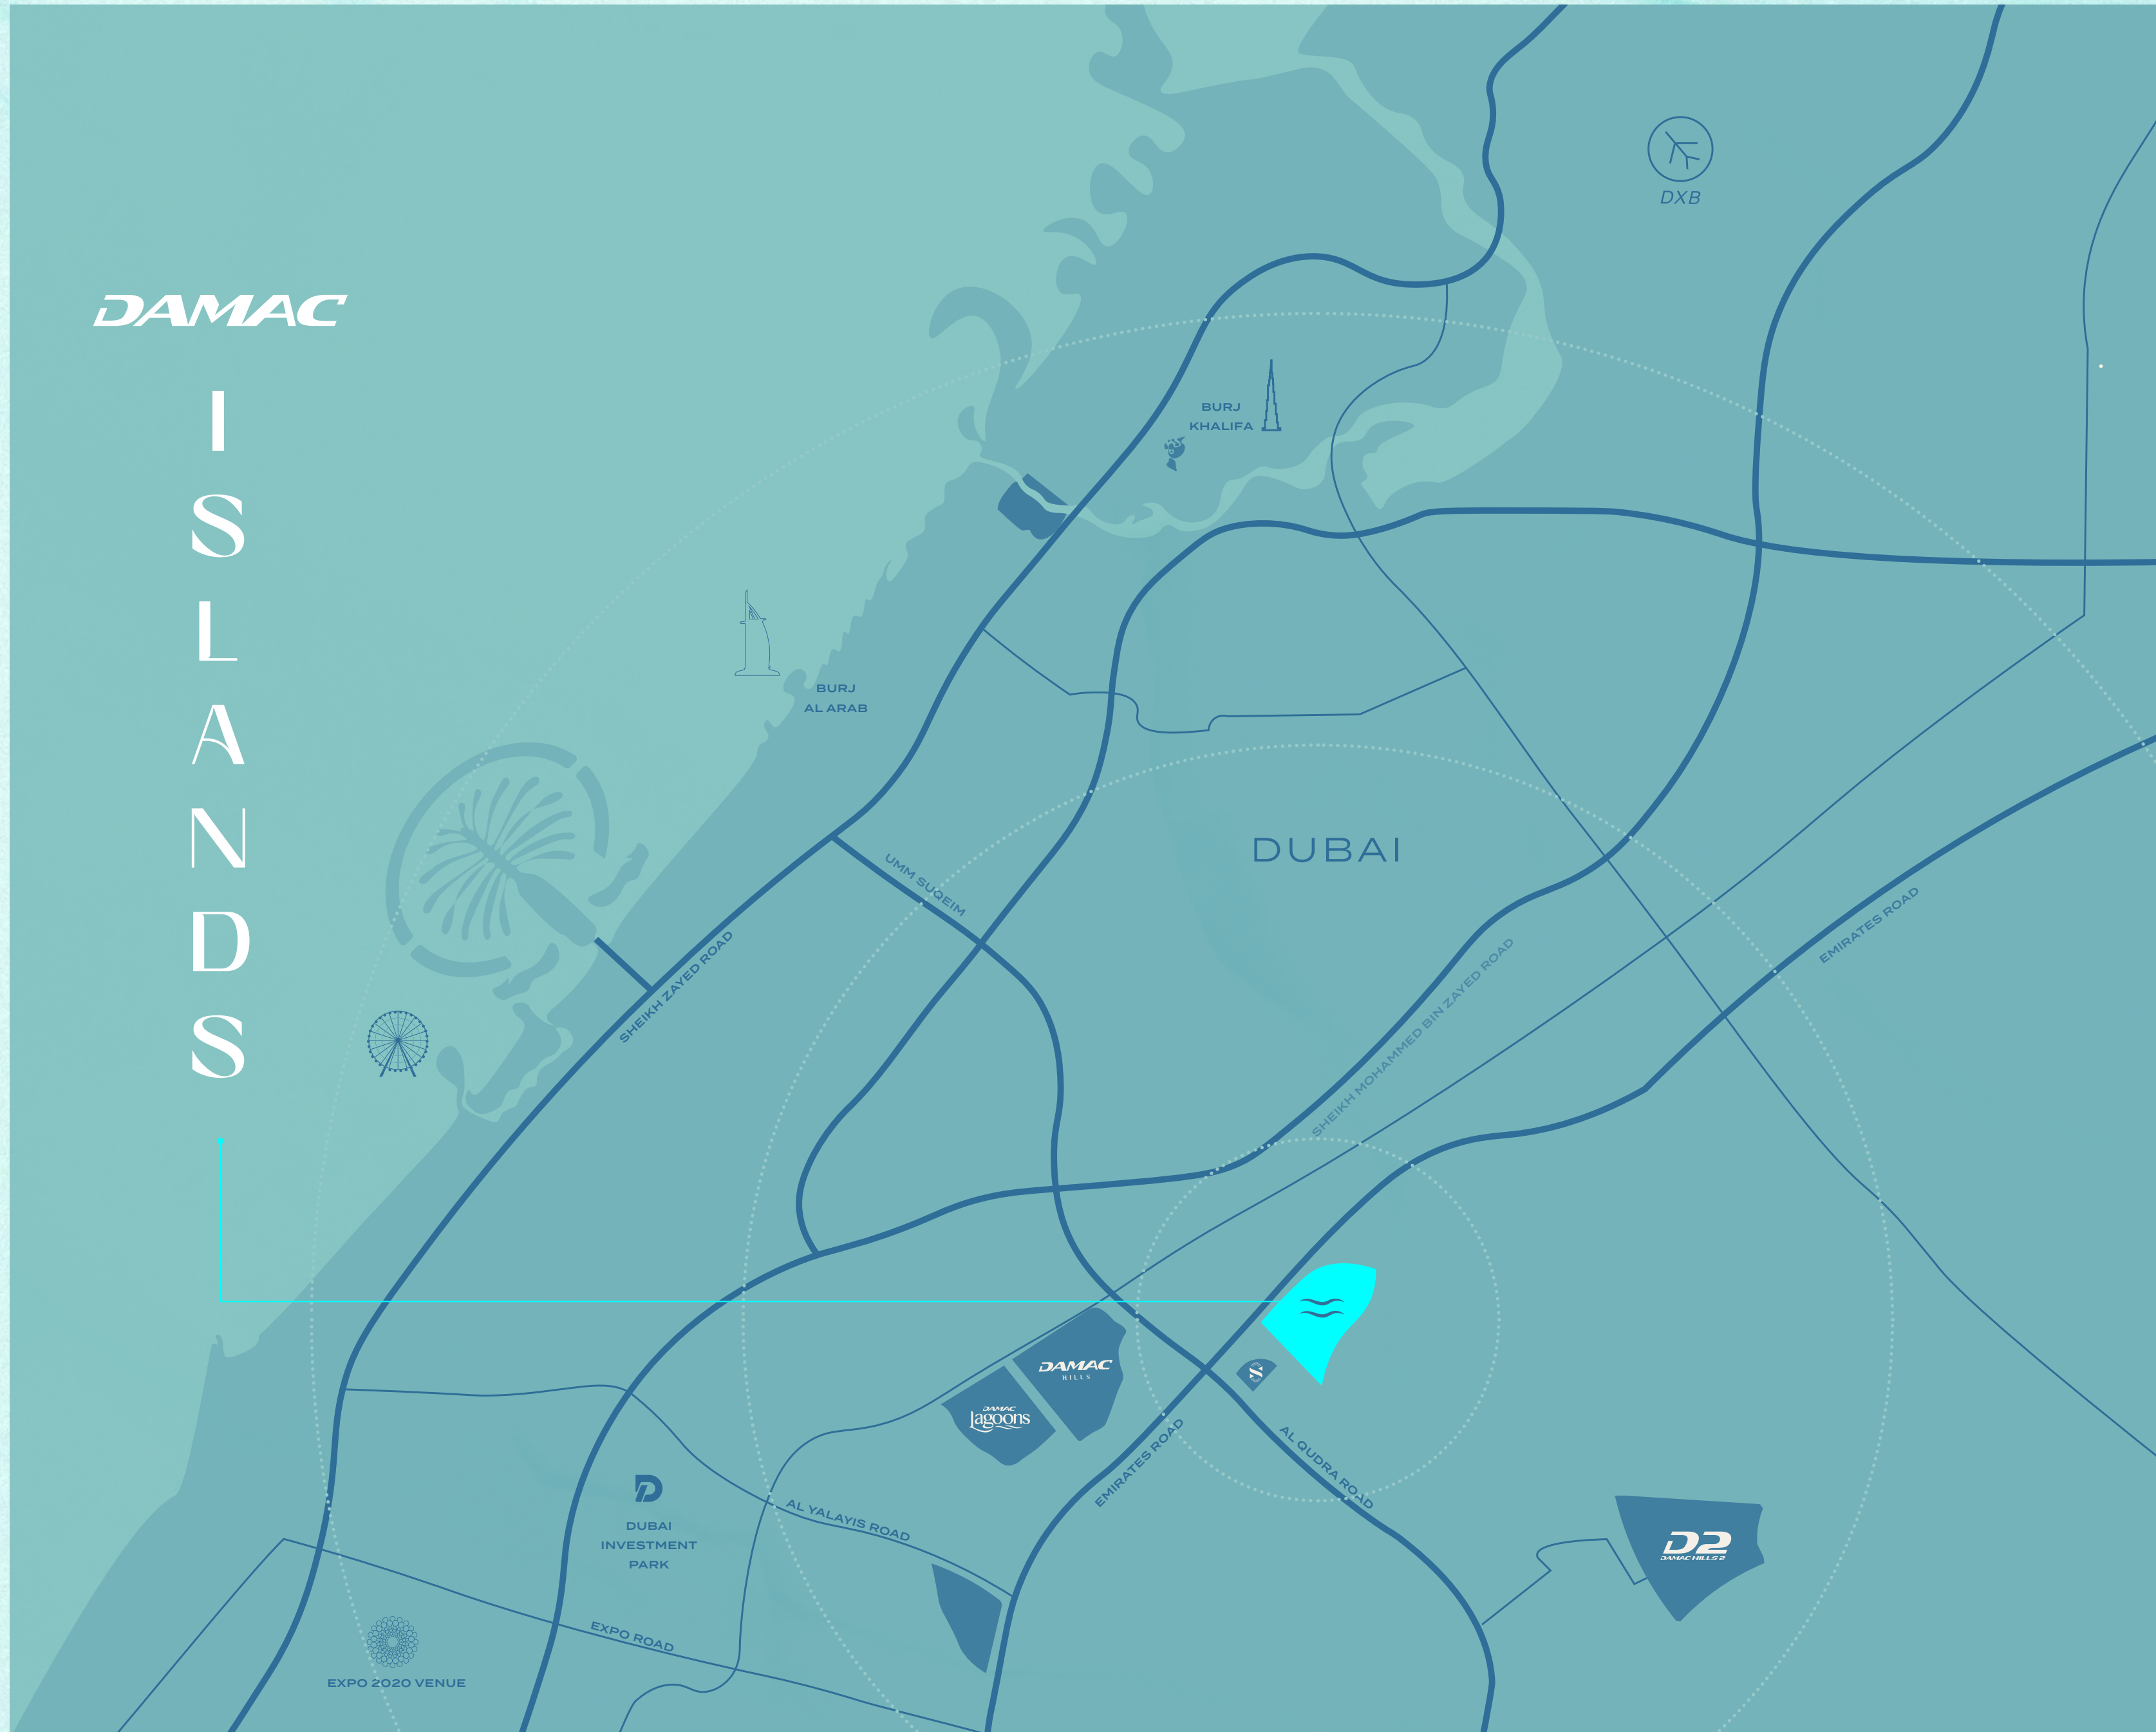 DAMAC
ISLANDS
DXB
BURJ
KHALIFA
BURJ
AL ARAB
DUBAI
UMM SUQEIM
SHEIKH ZAYED ROAD
SHEIKH MOHAMMED BIN ZAYED ROAD
EMIRATES ROAD
DAMAC
HILLS
DAMAC
lagoons
S
EMIRATES ROAD
AL QUDRA ROAD
AL YALAYIS ROAD
D2
DAMAC HILLS 2
DUBAI
INVESTMENT
PARK
EXPO ROAD
EXPO 2020 VENUE